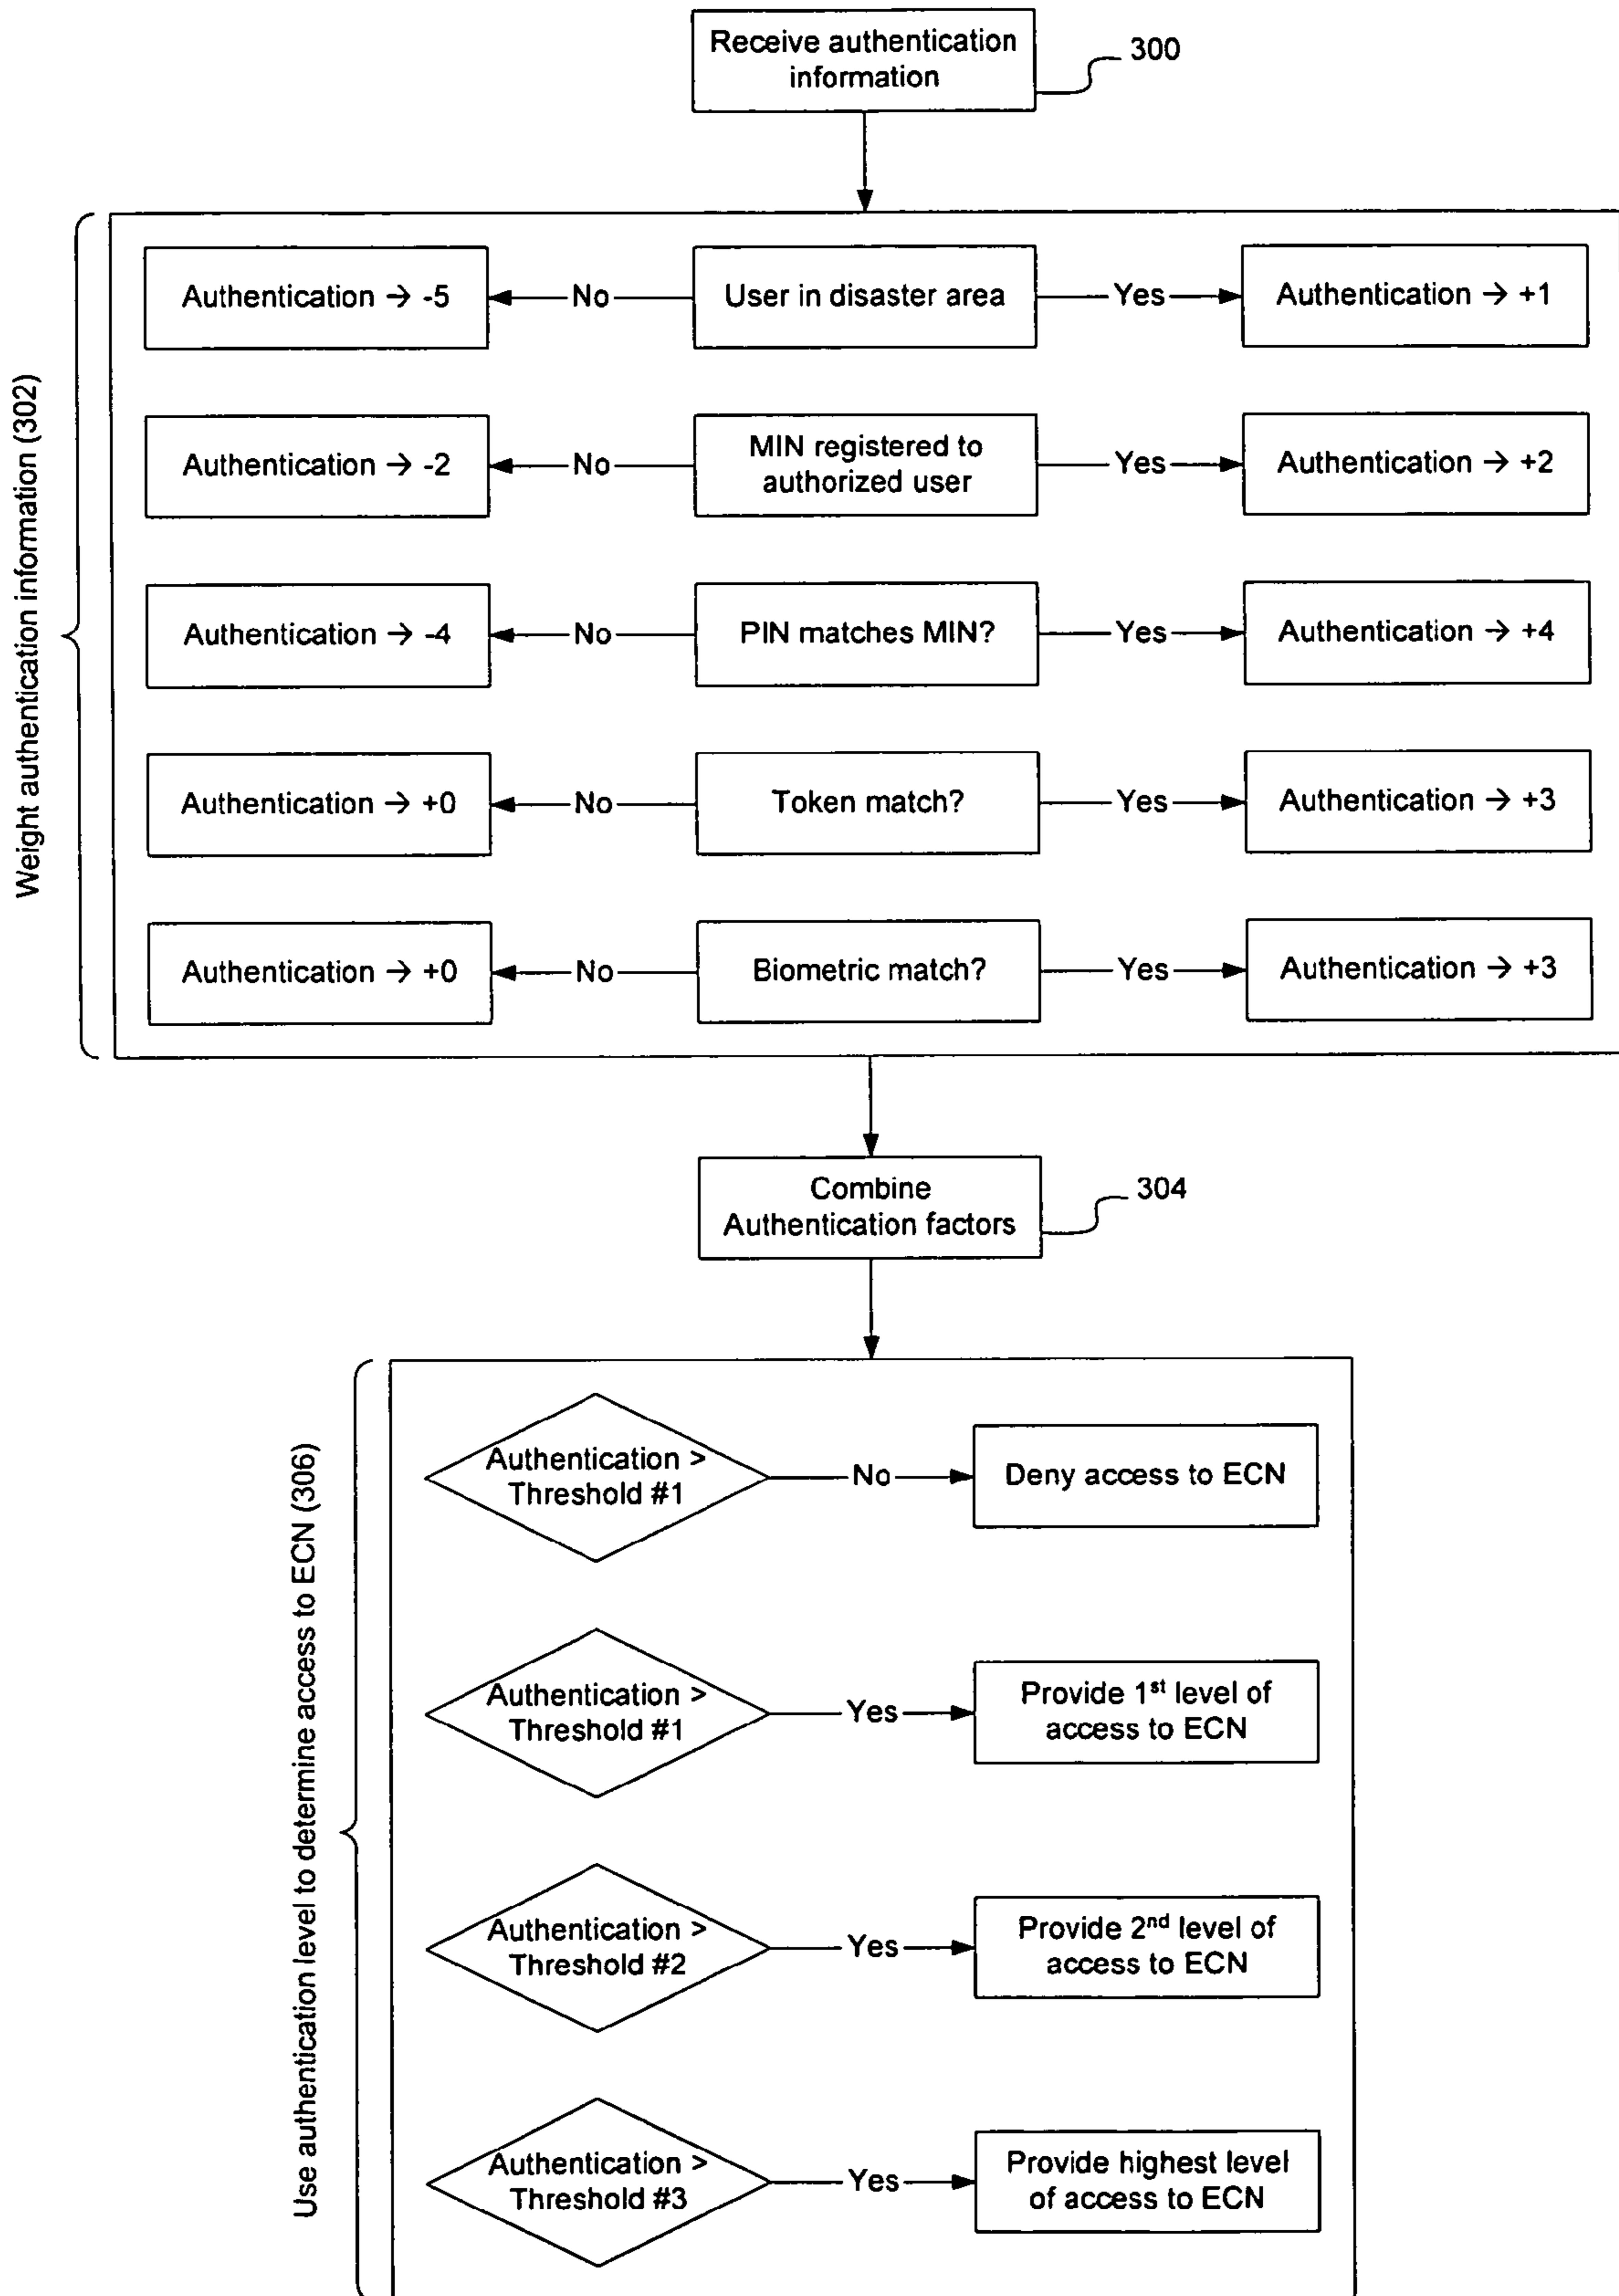 Receive authentication
information
300
Weight authentication information (302)
Authentication → -5
No
User in disaster area
Yes
Authentication → +1
Authentication → -2
No
MIN registered to
authorized user
Yes
Authentication → +2
Authentication → -4
No
PIN matches MIN?
Yes
Authentication → +4
Authentication → +0
No
Token match?
Yes
Authentication → +3
Authentication → +0
No
Biometric match?
Yes
Authentication → +3
Combine
Authentication factors
304
Use authentication level to determine access to ECN (306)
Authentication >
Threshold #1
No
Deny access to ECN
Authentication >
Threshold #1
Yes
Provide 1st level of
access to ECN
Authentication >
Threshold #2
Yes
Provide 2nd level of
access to ECN
Authentication >
Threshold #3
Yes
Provide highest level
of access to ECN